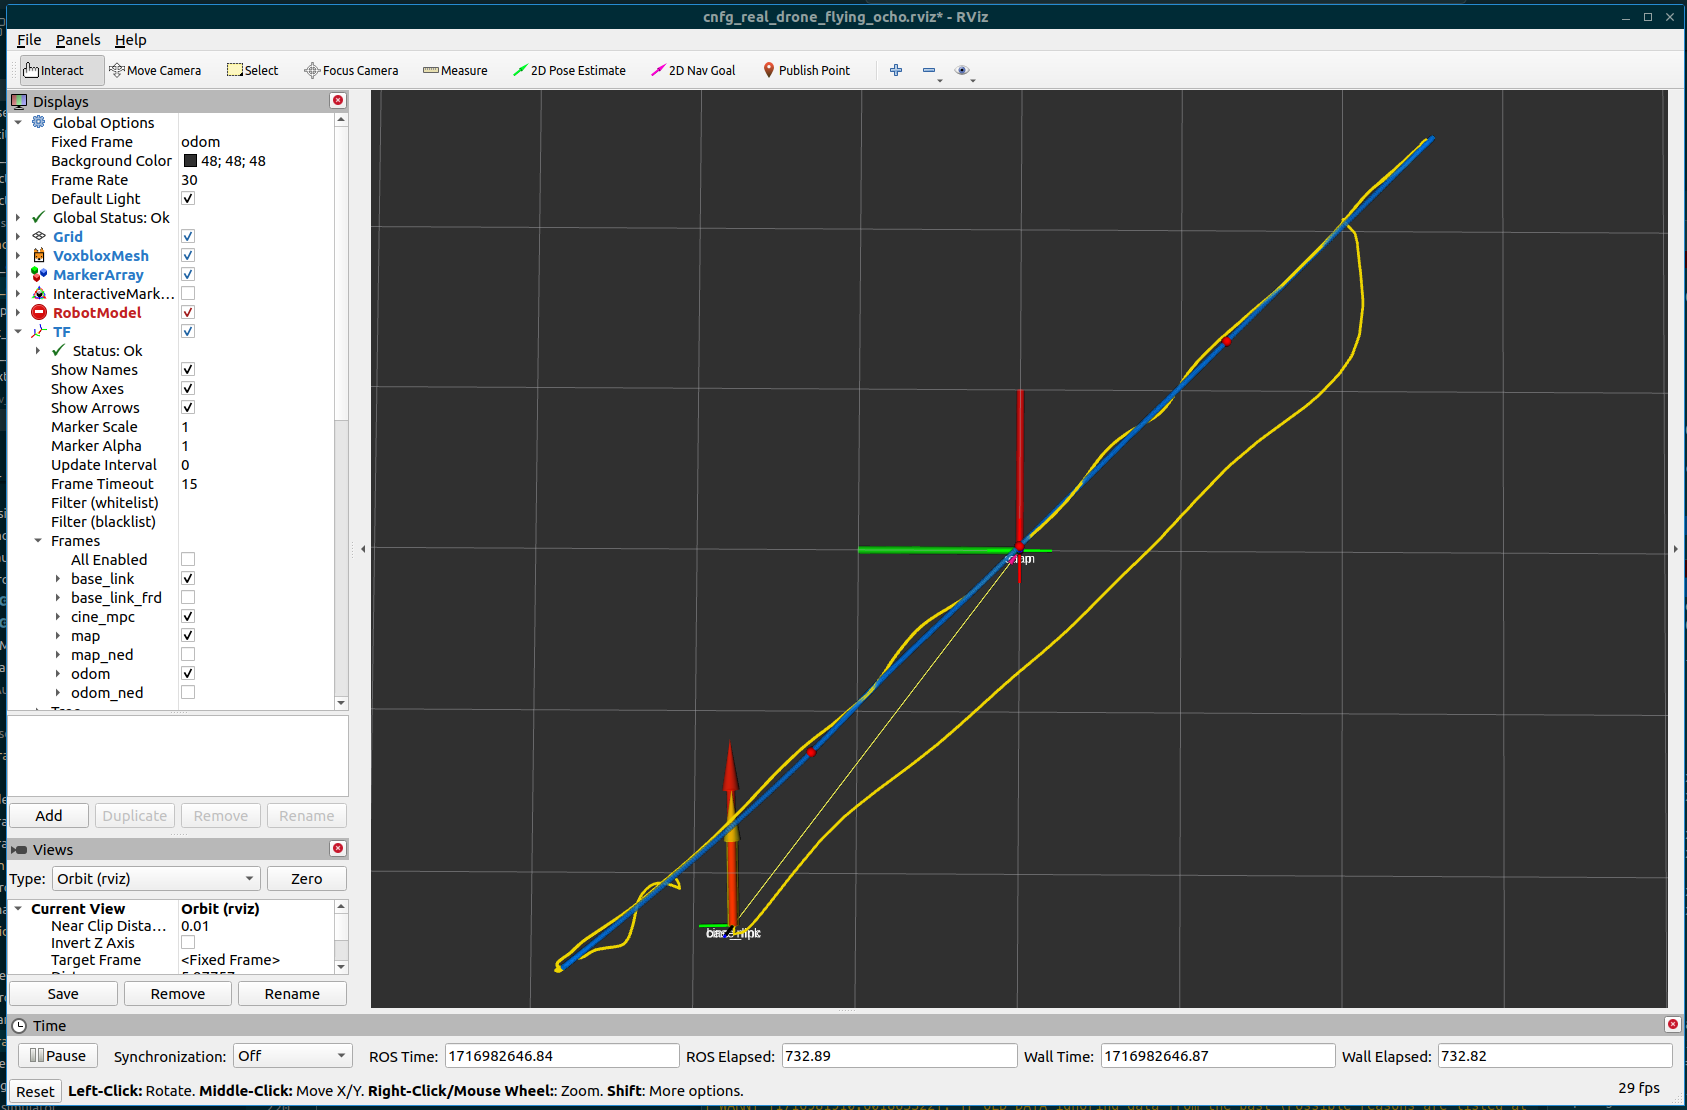 cnfg_real_drone_flying_ocho.rviz* - RViz
File Panels Help
Interact Move Camera Select Focus Camera Measure 2D Pose Estimate 2D Nav Goal Publish Point
Displays
Global Options
Fixed Frame odom
Background Color 48; 48; 48
Frame Rate 30
Default Light
Global Status: Ok
Grid
VoxbloxMesh
MarkerArray
InteractiveMark...
RobotModel
TF
Status: Ok
Show Names
Show Axes
Show Arrows
Marker Scale 1
Marker Alpha 1
Update Interval 0
Frame Timeout 15
Filter (whitelist)
Filter (blacklist)
Frames
All Enabled
base_link
base_link_frd
cine_mpc
map
map_ned
odom
odom_ned
Add Duplicate Remove Rename
Views
Type: Orbit (rviz) Zero
Current View Orbit (rviz)
Near Clip Dista... 0.01
Invert Z Axis
Target Frame <Fixed Frame>
Save Remove Rename
Time
Pause Synchronization: Off ROS Time: 1716982646.84 ROS Elapsed: 732.89 Wall Time: 1716982646.87 Wall Elapsed: 732.82
Reset Left-Click: Rotate. Middle-Click: Move X/Y. Right-Click/Mouse Wheel:: Zoom. Shift: More options. 29 fps